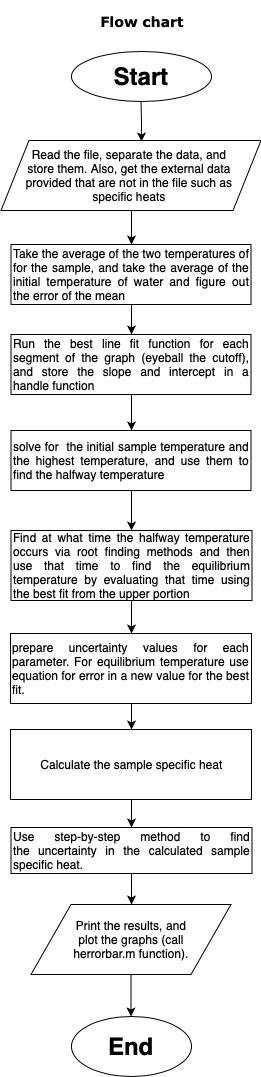 Flow chart
Start
Read the file, separate the data, and
store them. Also, get the external data
provided that are not in the file such as
specific heats
Take the average of the two temperatures of
for the sample, and take the average of the
initial temperature of water and figure out
the error of the mean
Run the best line fit function for each
segment of the graph (eyeball the cutoff),
and store the slope and intercept in a
handle function
solve for the initial sample temperature and
the highest temperature, and use them to
find the halfway temperature
Find at what time the halfway temperature
occurs via root finding methods and then
use that time to find the equilibrium
temperature by evaluating that time using
the best fit from the upper portion
prepare uncertainty values for each
parameter. For equilibrium temperature use
equation for error in a new value for the best
fit.
Calculate the sample specific heat
Use step-by-step method to find
the uncertainty in the calculated sample
specific heat.
Print the results, and
plot the graphs (call
herrorbar.m function).
End